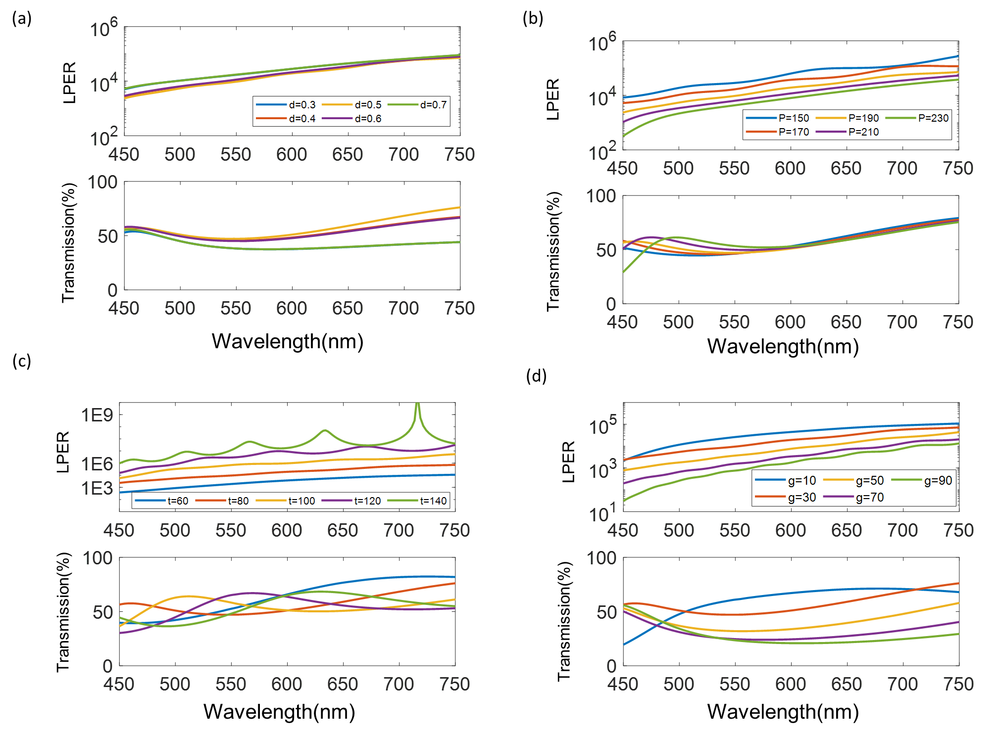 (a)
10^6
10^4
10^2
LPER
d=0.3 d=0.5 d=0.7
d=0.4 d=0.6
450 500 550 600 650 700 750
100
50
0
Transmission(%)
450 500 550 600 650 700 750
Wavelength(nm)
(b)
10^6
10^4
10^2
LPER
P=150 P=190 P=230
P=170 P=210
450 500 550 600 650 700 750
100
50
0
Transmission(%)
450 500 550 600 650 700 750
Wavelength(nm)
(c)
1E9
1E6
1E3
LPER
t=60 t=80 t=100 t=120 t=140
450 500 550 600 650 700 750
100
50
0
Transmission(%)
450 500 550 600 650 700 750
Wavelength(nm)
(d)
10^5
10^3
10^1
LPER
g=10 g=50 g=90
g=30 g=70
450 500 550 600 650 700 750
100
50
0
Transmission(%)
450 500 550 600 650 700 750
Wavelength(nm)